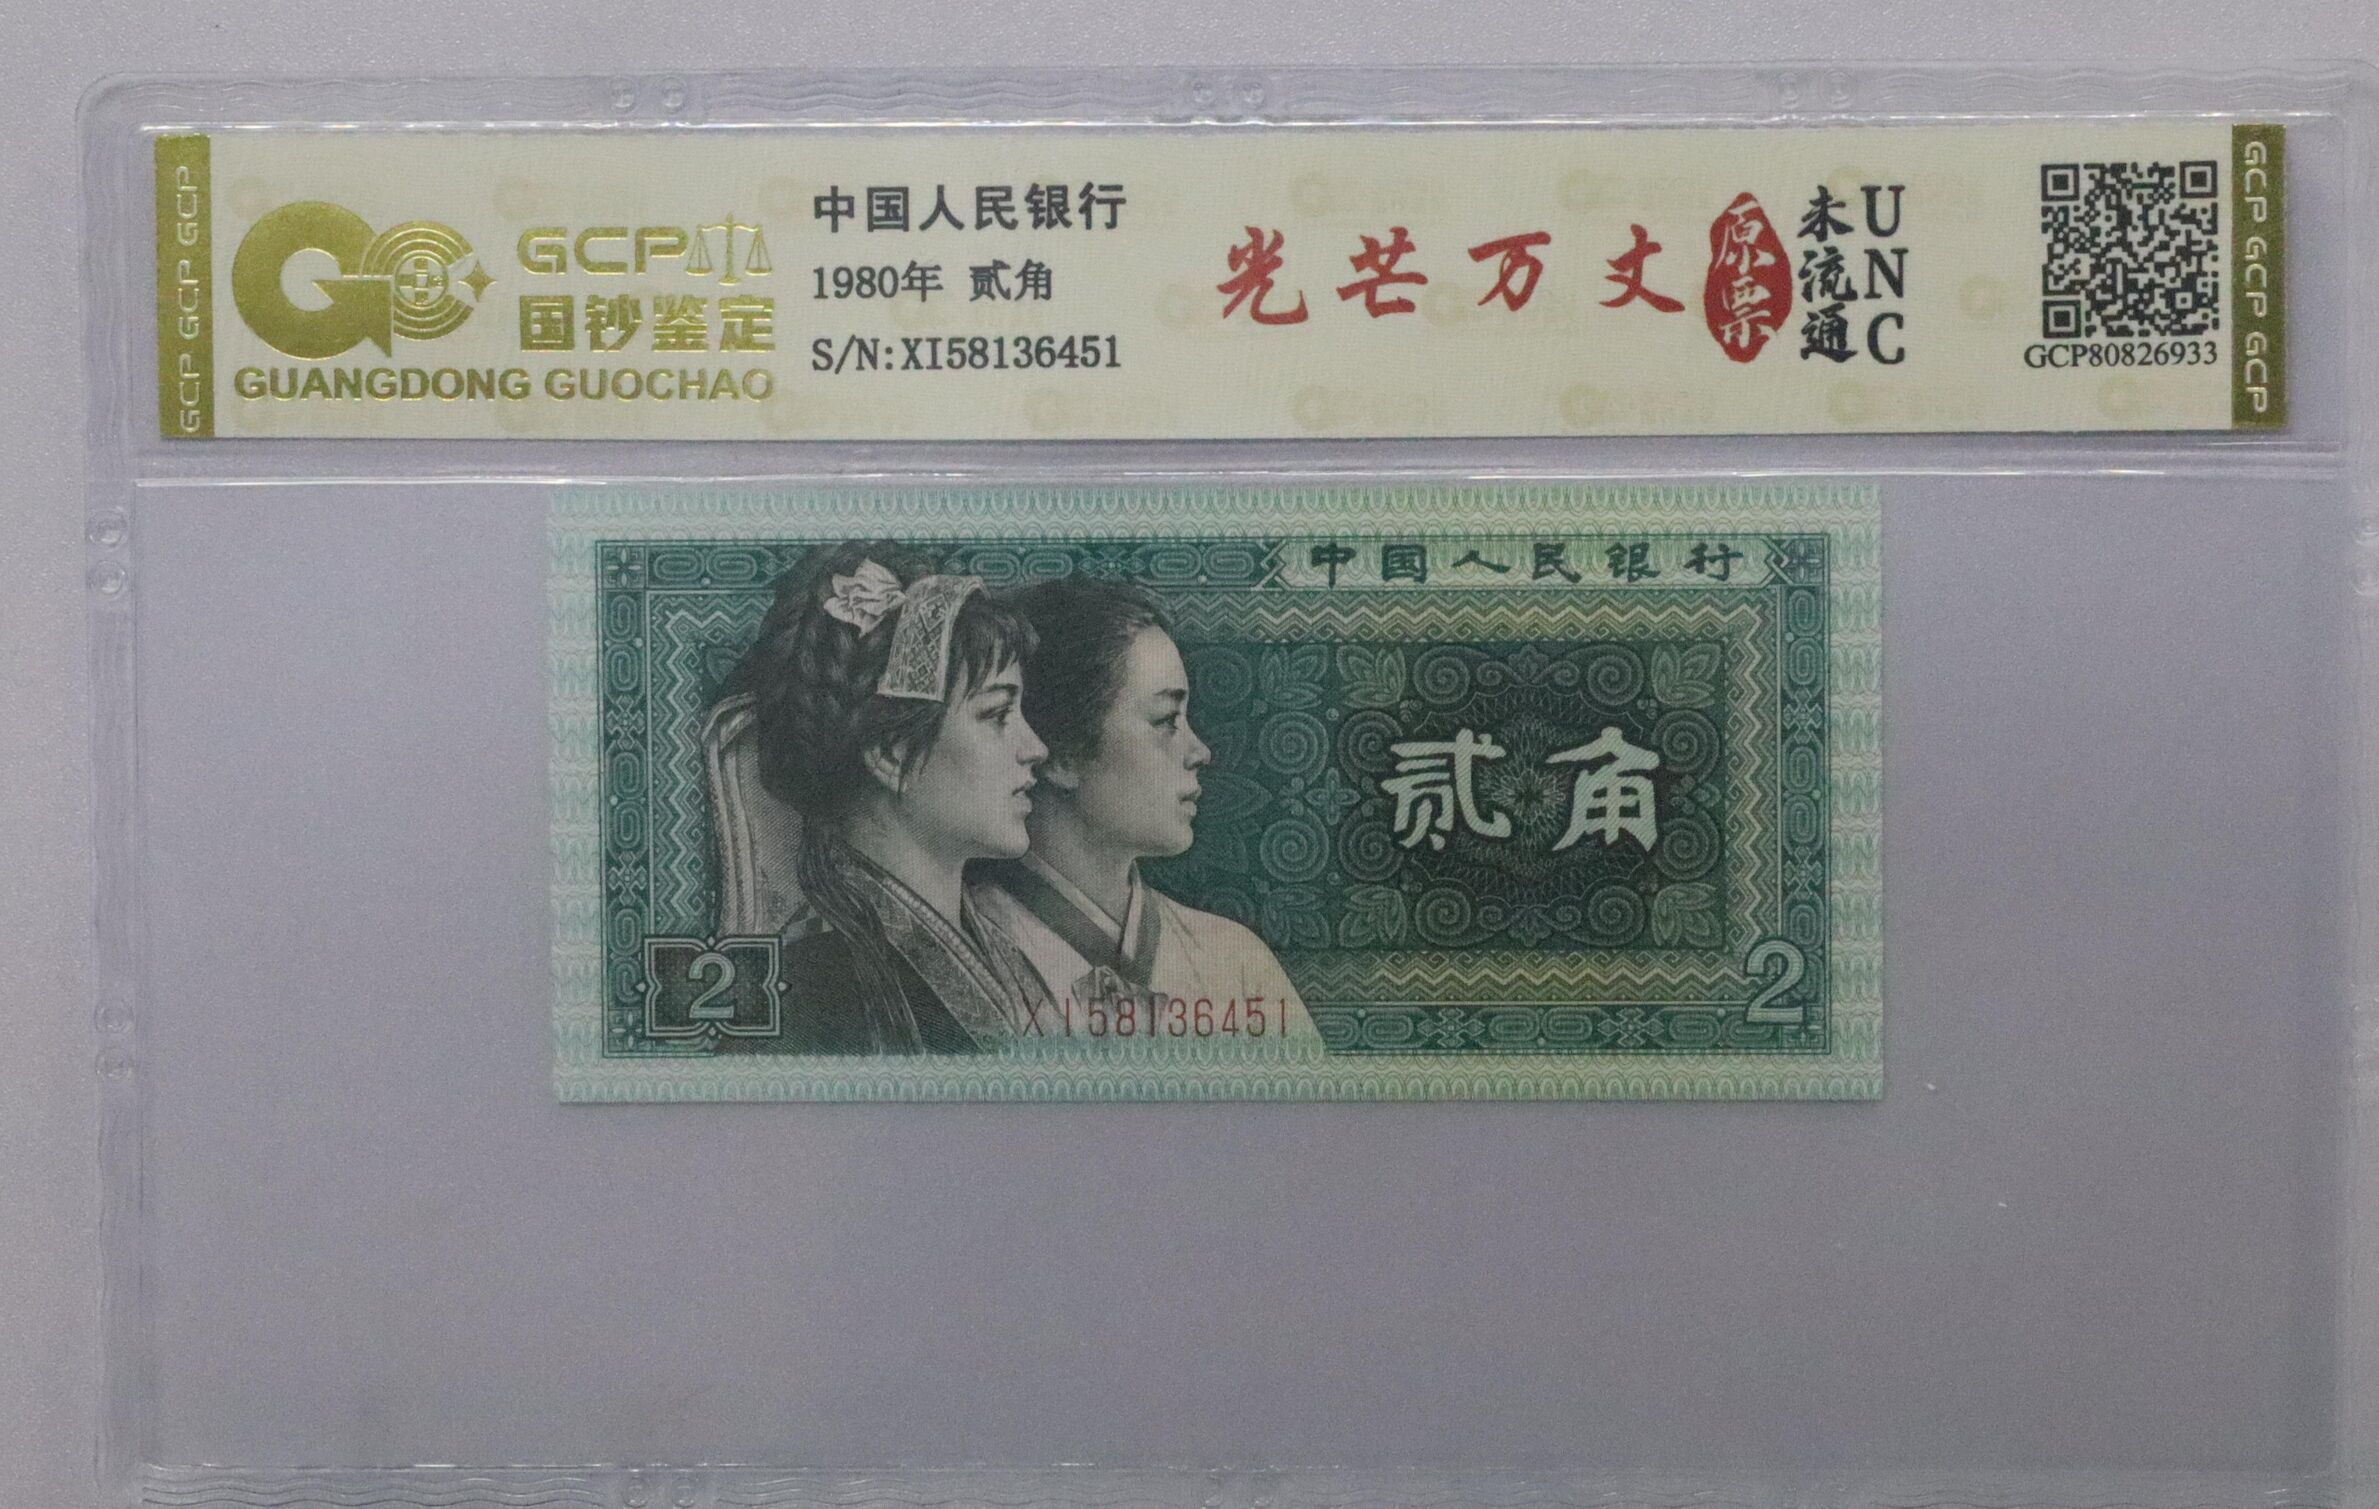 GCP GCP GCP
GCP
国钞鉴定
GUANGDONG GUOCHAO
中国人民银行
1980年 贰角
S/N:XI58136451
光芒万丈
原票
未流通
UNC
GCP80826933
GCP GCP GCP
中国人民银行
贰角
2
XI58136451
2